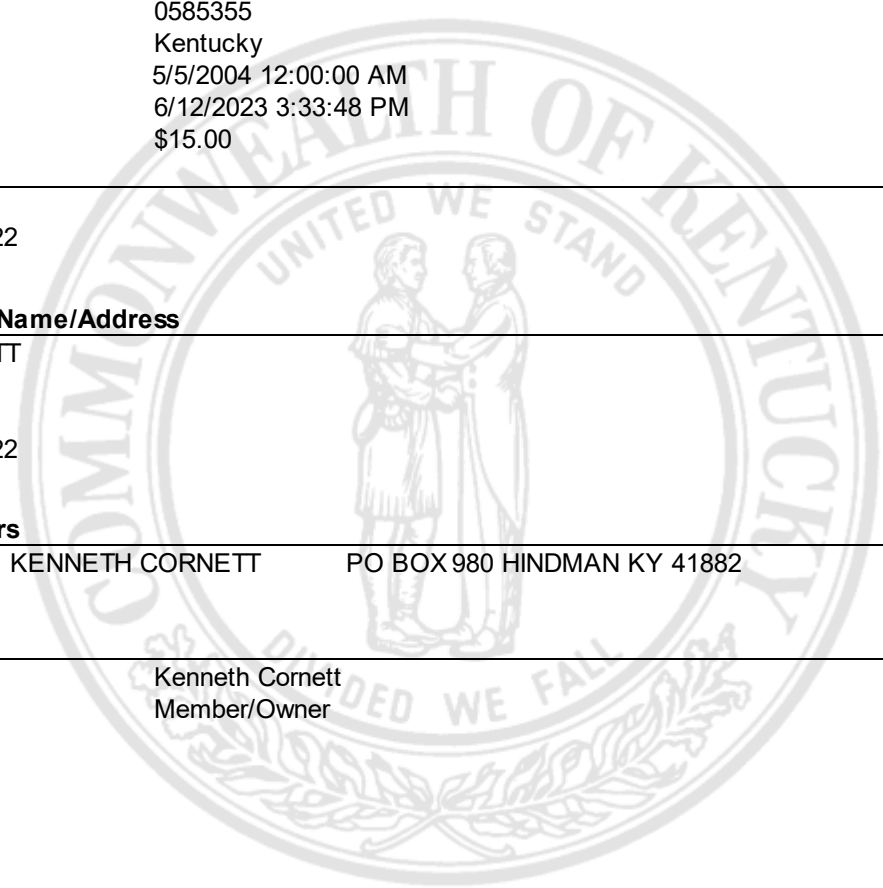 0585355
Kentucky
5/5/2004 12:00:00 AM
6/12/2023 3:33:48 PM
$15.00
22
Name/Address
TT
22
rs
KENNETH CORNETT PO BOX 980 HINDMAN KY 41882
Kenneth Cornett
Member/Owner
COMMONWEALTH OF KENTUCKY
UNITED WE STAND
DIVIDED WE FALL